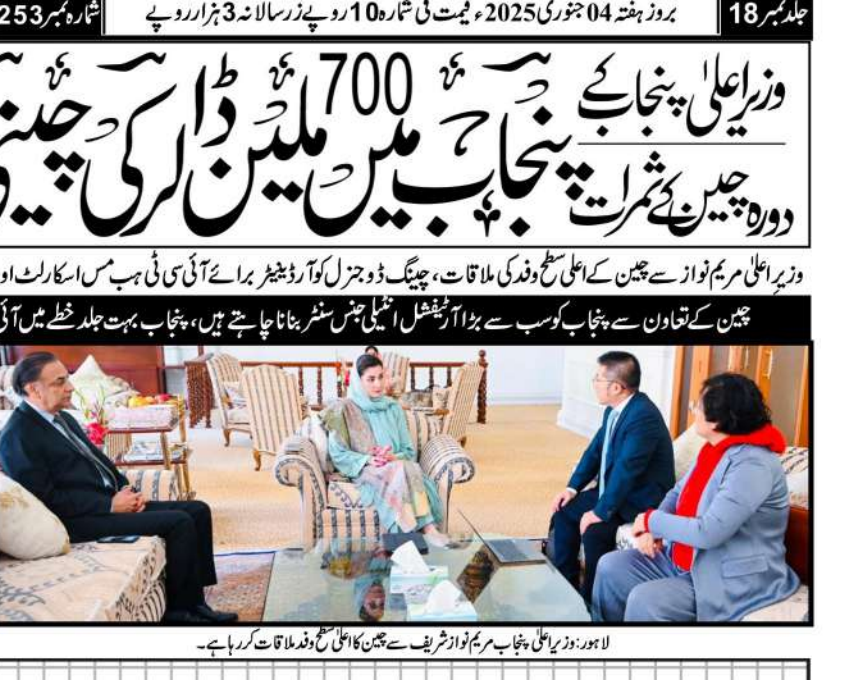 جلد نمبر 18
بروز ہفتہ 04 جنوری 2025ء قیمت فی شمارہ 10 روپے زر سالانہ 3 ہزار روپے
شمارہ نمبر 253
وزیراعلیٰ پنجاب کے
دورہ چین کے ثمرات
پنجاب میں 700 ملین ڈالر کی چینی
وزیراعلیٰ مریم نواز سے چین کے اعلیٰ سطح وفد کی ملاقات، چینگ ڈو جنرل کوآرڈینیٹر برائے آئی سی ٹی ہب مس اسکارلٹ او
چین کے تعاون سے پنجاب کو سب سے بڑا آرٹیفشل انٹیلی جنس سنٹر بنانا چاہتے ہیں، پنجاب بہت جلد خطے میں آئی
لاہور: وزیراعلیٰ پنجاب مریم نواز شریف سے چین کا اعلیٰ سطح وفد ملاقات کر رہا ہے۔